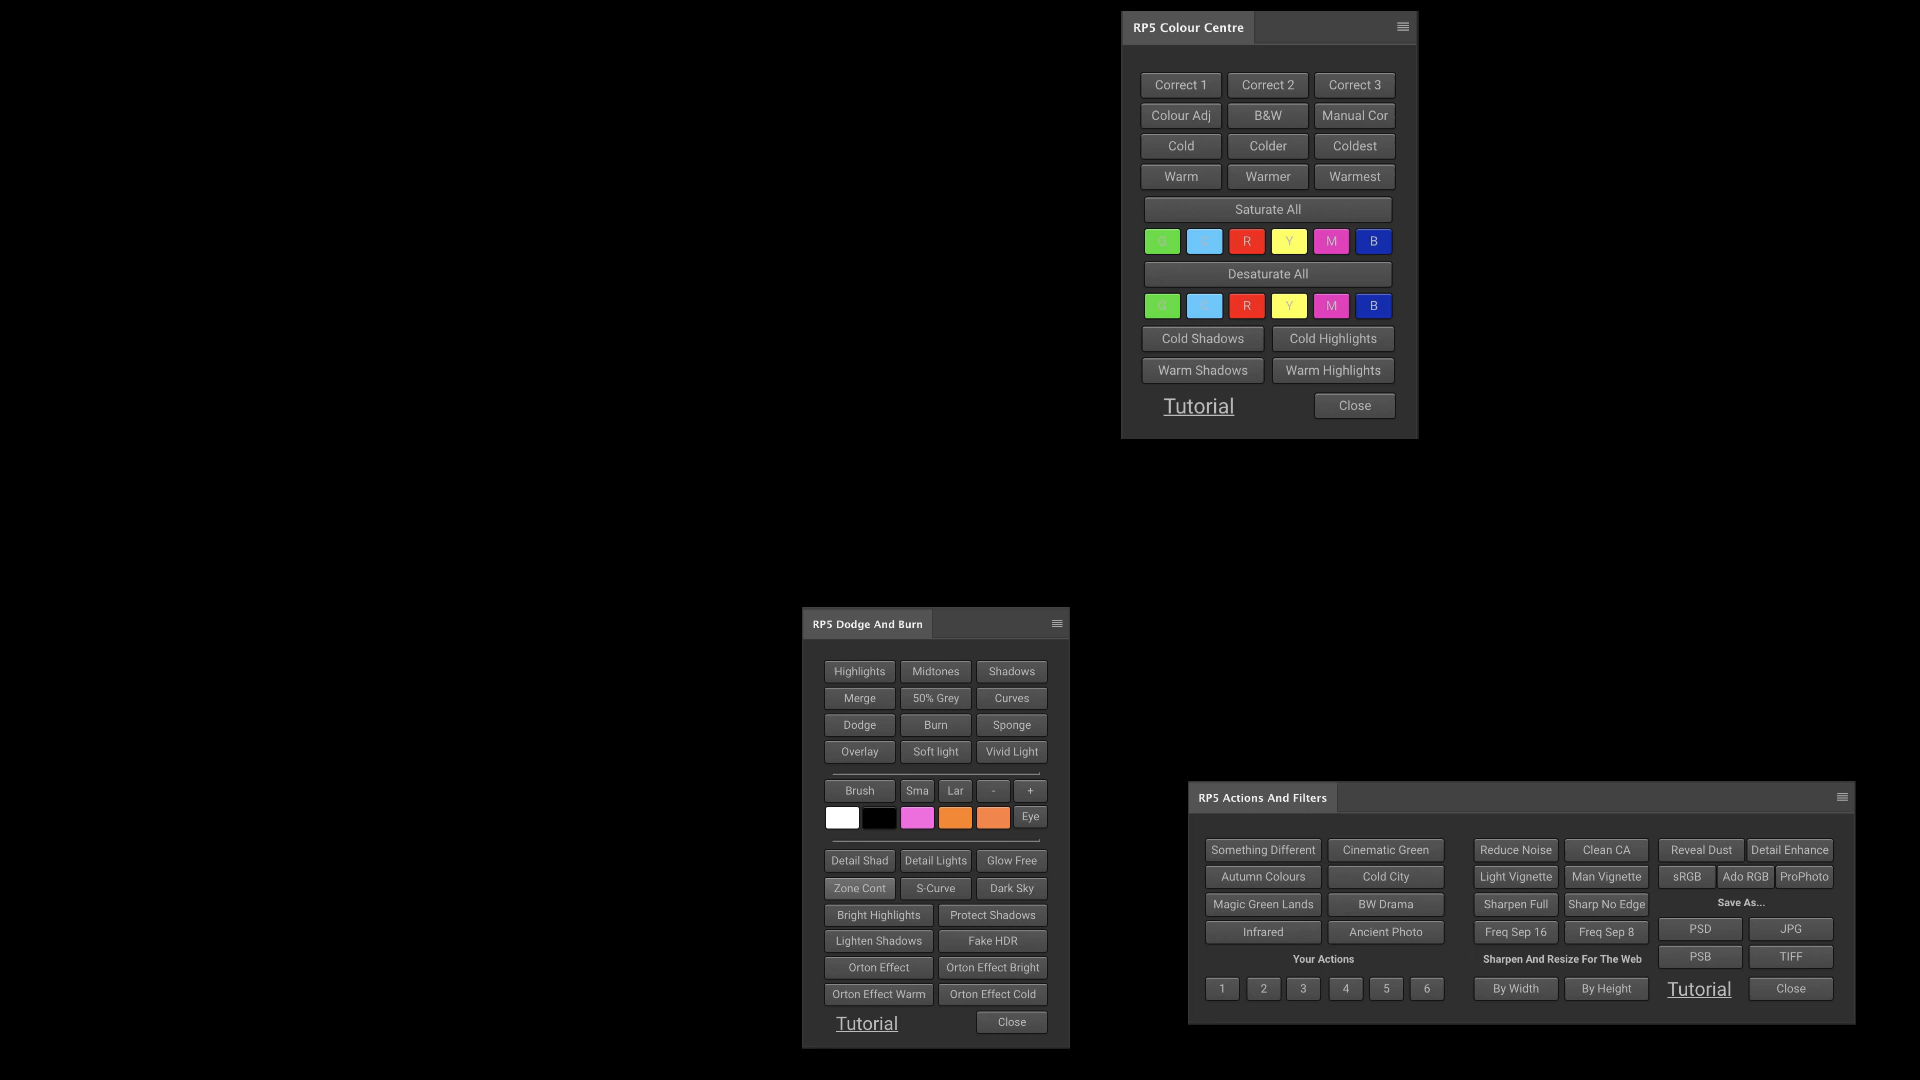 RP5 Colour Centre
Correct 1 Correct 2 Correct 3
Colour Adj B&W Manual Cor
Cold Colder Coldest
Warm Warmer Warmest
Saturate All
G R Y M B
Desaturate All
G R Y M B
Cold Shadows Cold Highlights
Warm Shadows Warm Highlights
Tutorial Close
RP5 Dodge And Burn
Highlights Midtones Shadows
Merge 50% Grey Curves
Dodge Burn Sponge
Overlay Soft light Vivid Light
Brush Sma Lar - +
Eye
Detail Shad Detail Lights Glow Free
Zone Cont S-Curve Dark Sky
Bright Highlights Protect Shadows
Lighten Shadows Fake HDR
Orton Effect Orton Effect Bright
Orton Effect Warm Orton Effect Cold
Tutorial Close
RP5 Actions And Filters
Something Different Cinematic Green Reduce Noise Clean CA Reveal Dust Detail Enhance
Autumn Colours Cold City Light Vignette Man Vignette sRGB Ado RGB ProPhoto
Magic Green Lands BW Drama Sharpen Full Sharp No Edge Save As...
Infrared Ancient Photo Freq Sep 16 Freq Sep 8 PSD JPG
Your Actions Sharpen And Resize For The Web PSB TIFF
1 2 3 4 5 6 By Width By Height Tutorial Close